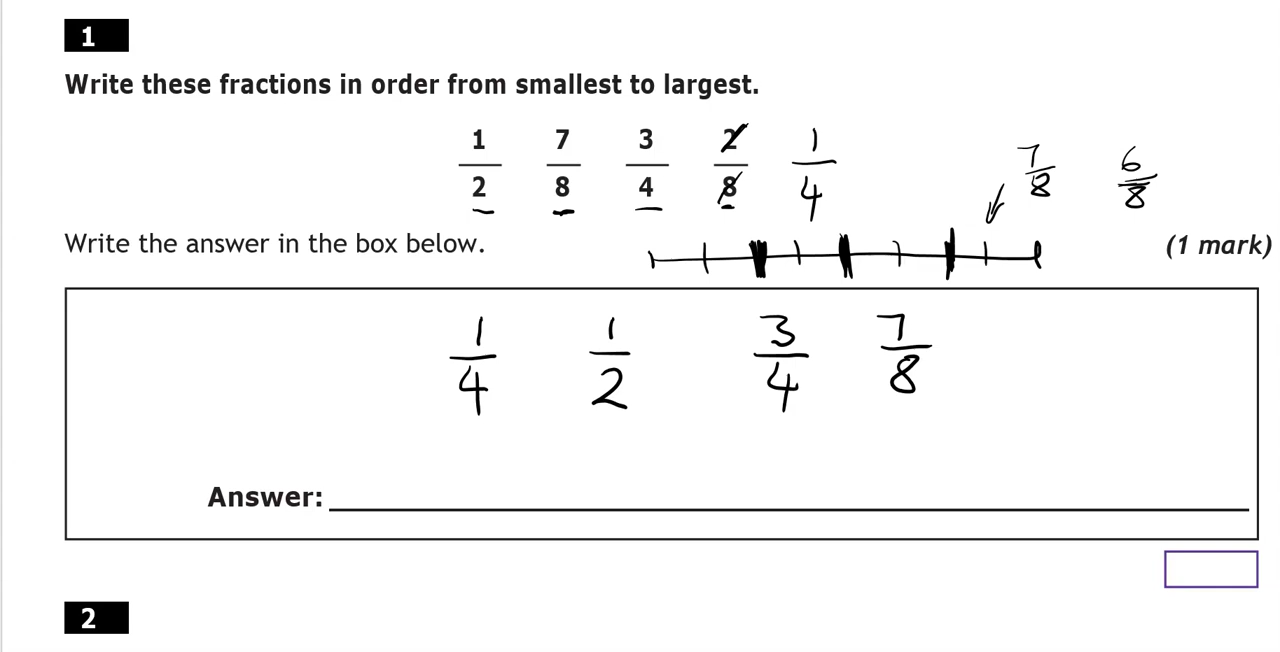 1
Write these fractions in order from smallest to largest.
1/2 7/8 3/4 2/8 1/4 7/8 6/8
Write the answer in the box below. (1 mark)
1/4 1/2 3/4 7/8
Answer:
2